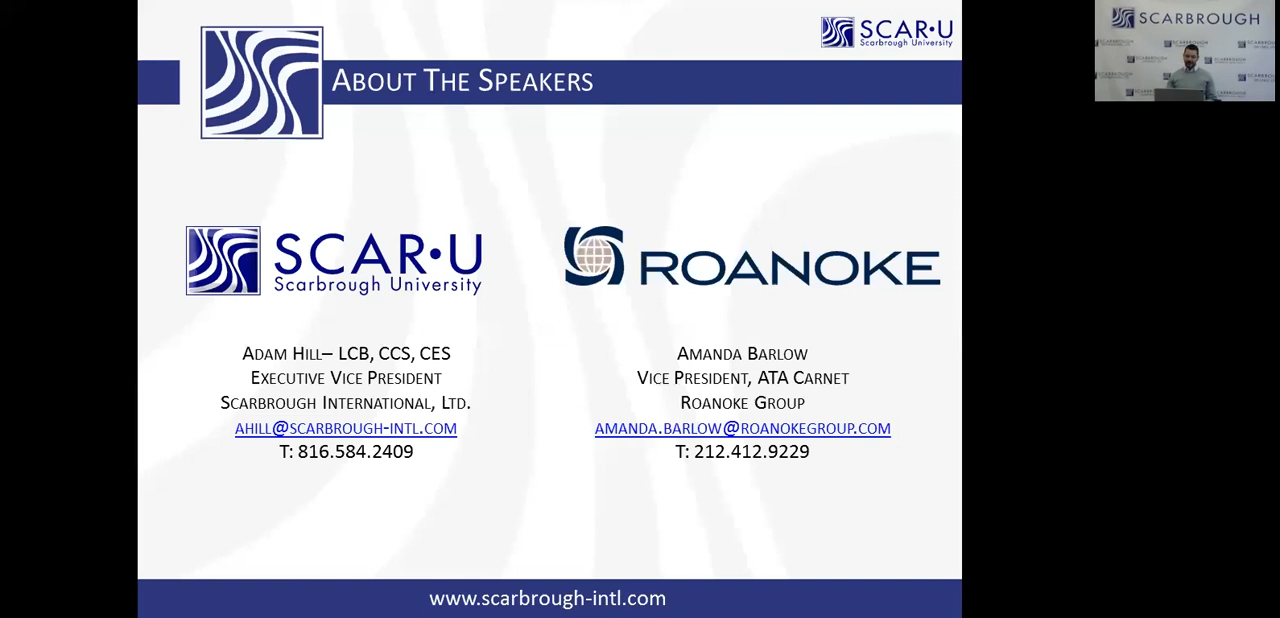 SCAR•U
Scarbrough University
About The Speakers
SCARBROUGH
SCAR•U
Scarbrough University
ROANOKE
Adam Hill– LCB, CCS, CES
Executive Vice President
Scarbrough International, Ltd.
ahill@scarbrough-intl.com
T: 816.584.2409
Amanda Barlow
Vice President, ATA Carnet
Roanoke Group
amanda.barlow@roanokegroup.com
T: 212.412.9229
www.scarbrough-intl.com